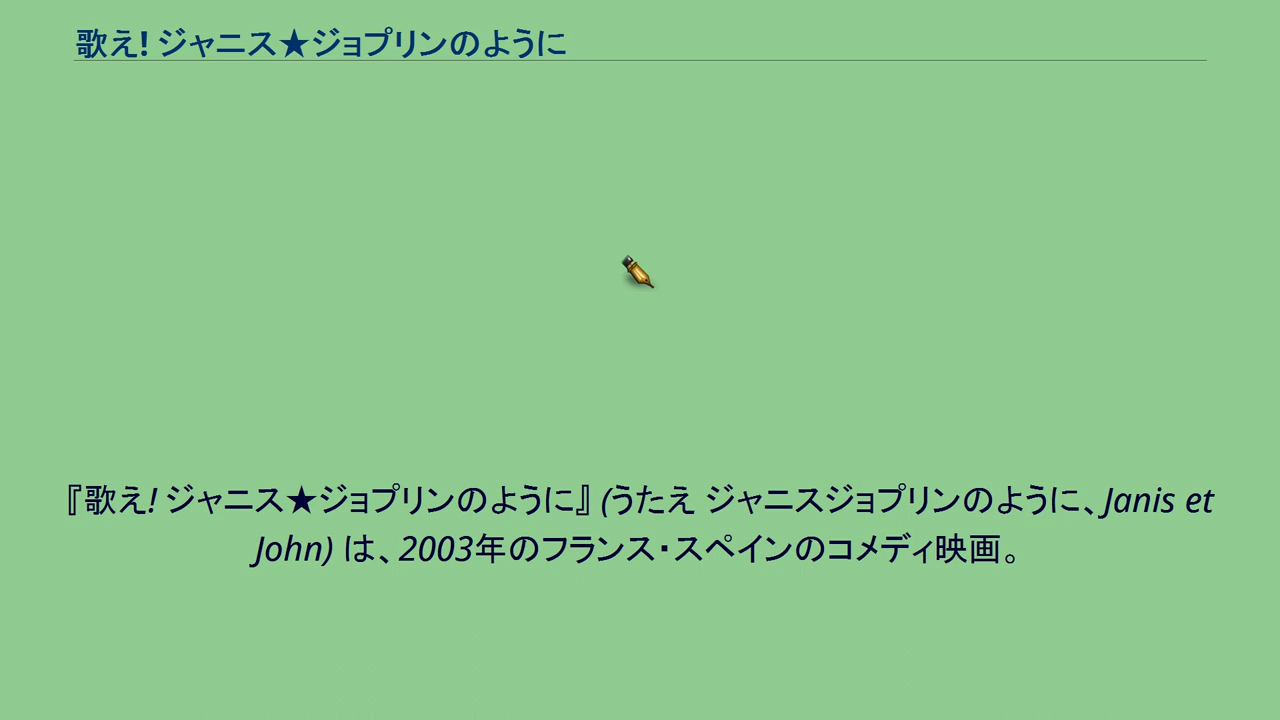 歌え! ジャニス★ジョプリンのように
『歌え! ジャニス★ジョプリンのように』 (うたえ ジャニスジョプリンのように、Janis et
John) は、2003年のフランス・スペインのコメディ映画。